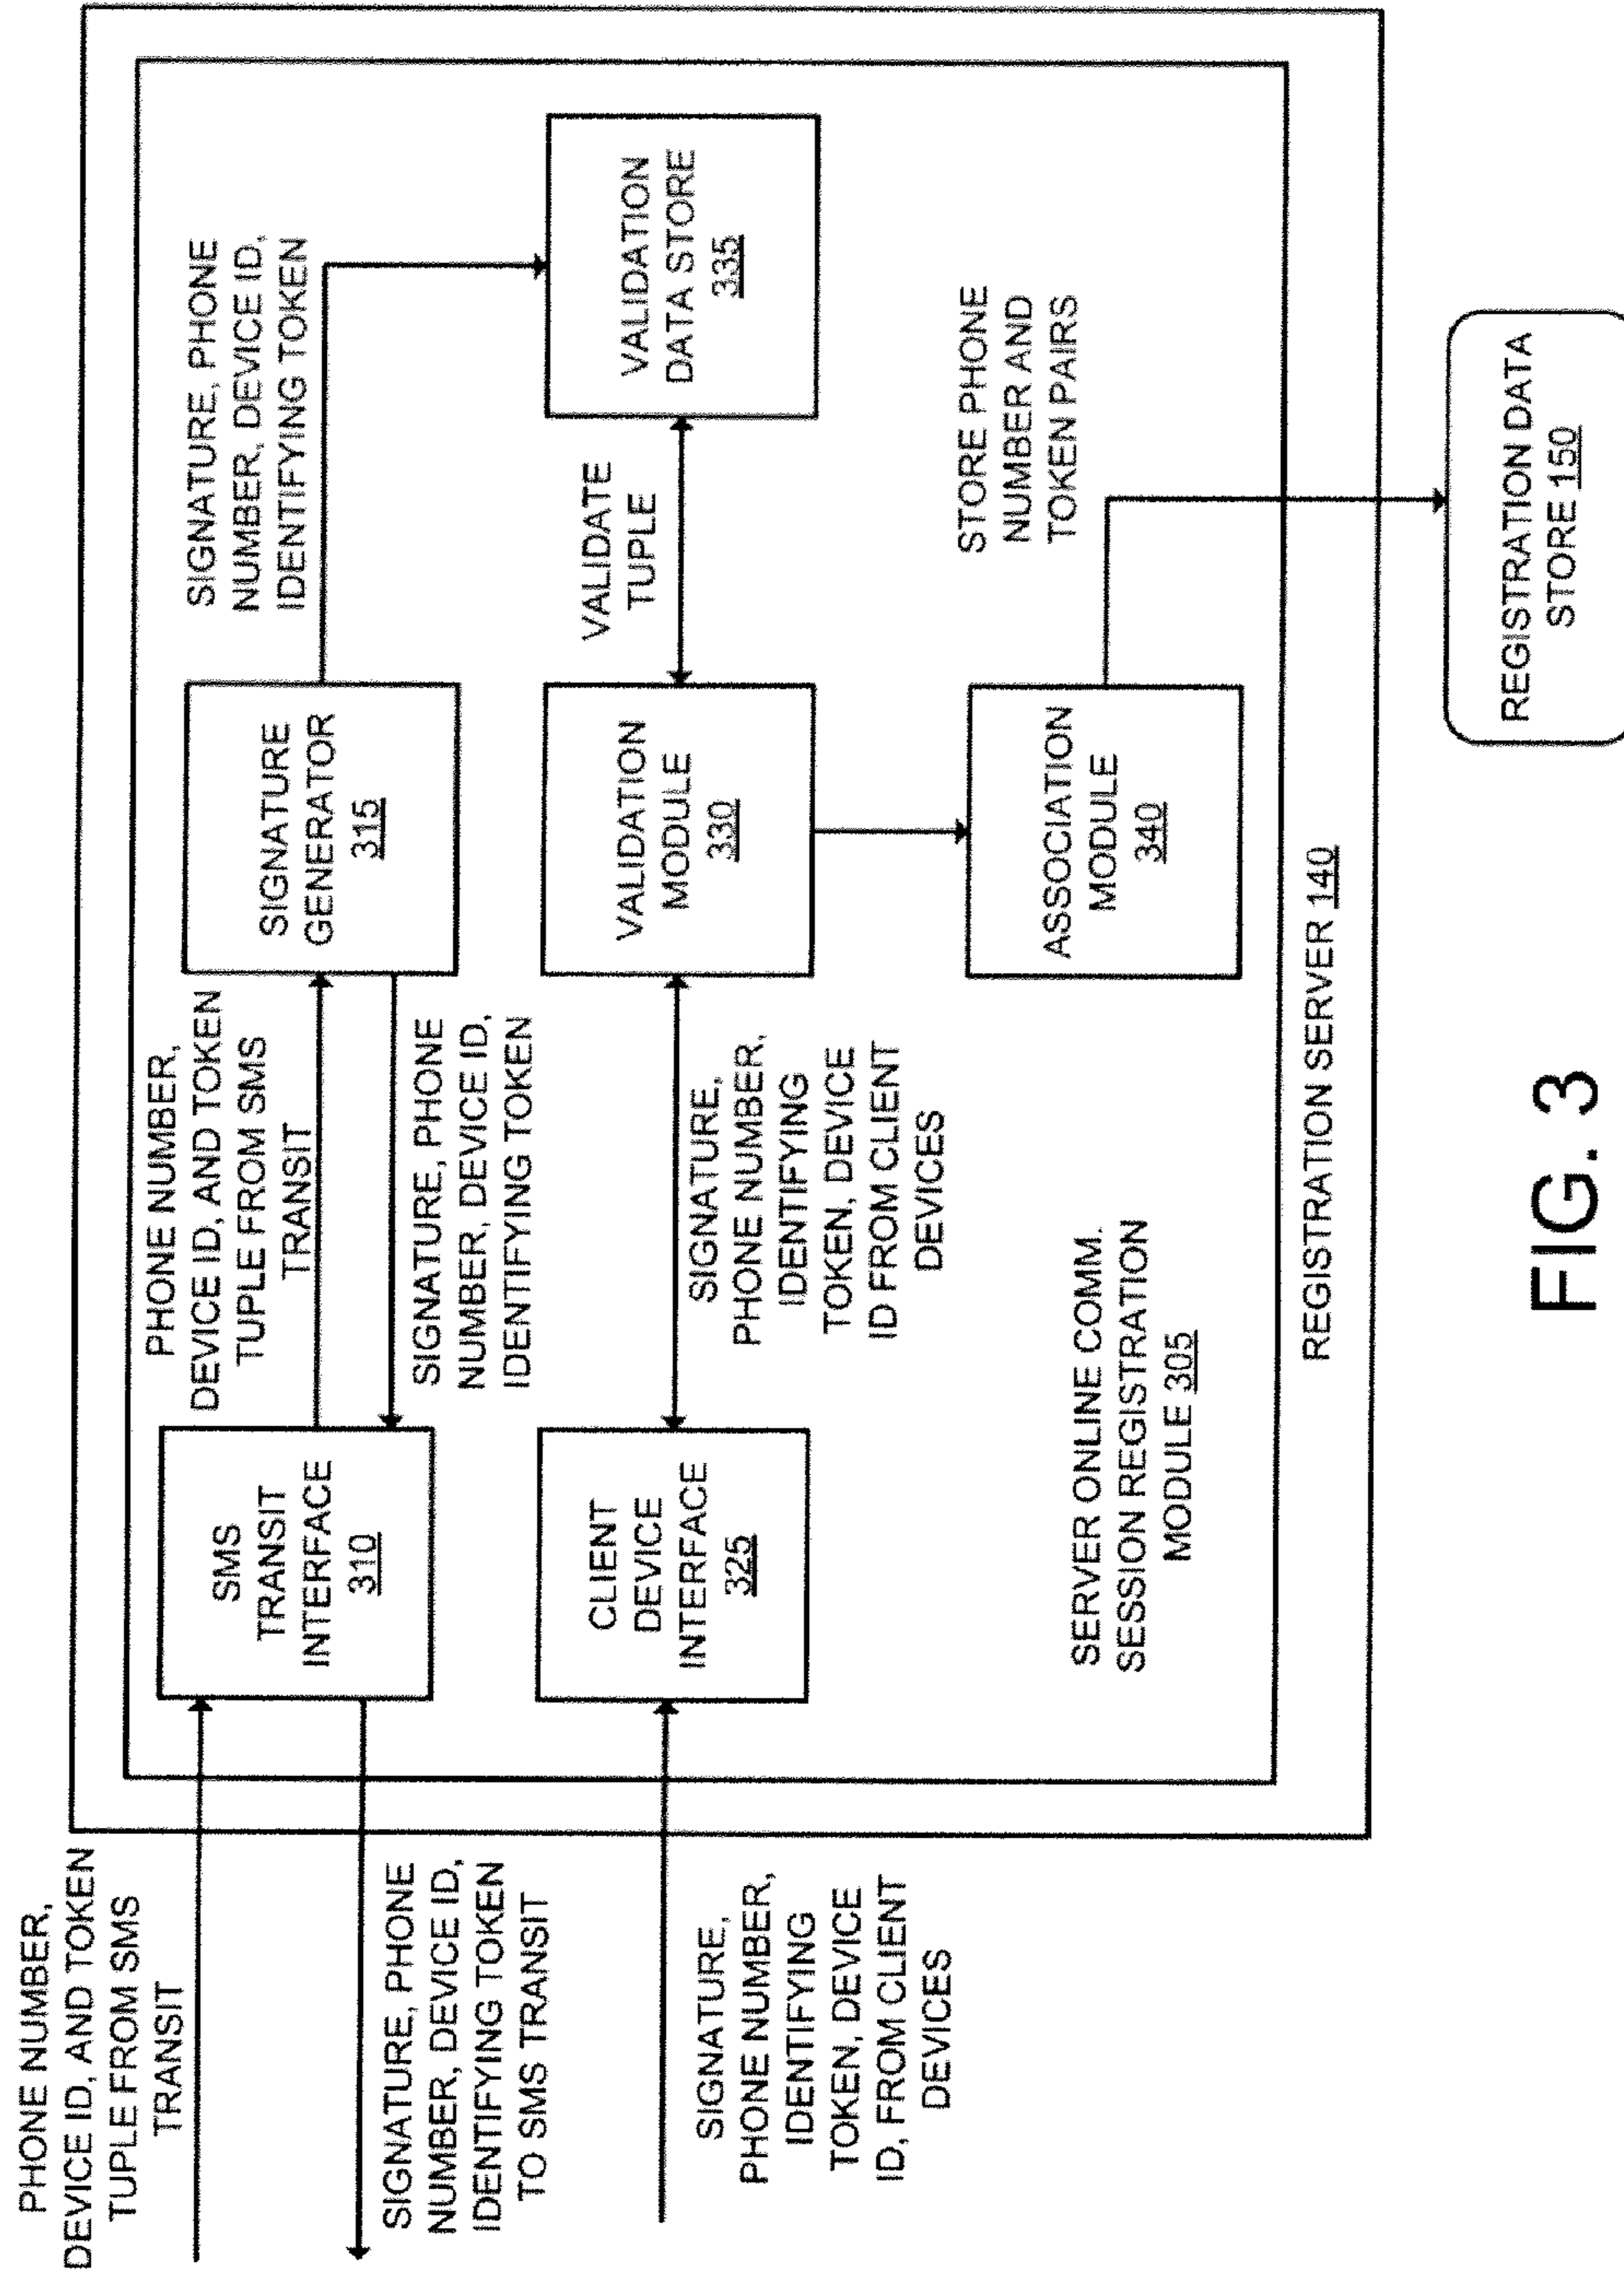 PHONE NUMBER,
DEVICE ID, AND TOKEN
TUPLE FROM SMS
TRANSIT
SIGNATURE, PHONE
NUMBER, DEVICE ID,
IDENTIFYING TOKEN
TO SMS TRANSIT
SIGNATURE,
PHONE NUMBER,
IDENTIFYING
TOKEN, DEVICE
ID, FROM CLIENT
DEVICES
SMS
TRANSIT
INTERFACE
310
PHONE NUMBER,
DEVICE ID, AND TOKEN
TUPLE FROM SMS
TRANSIT
SIGNATURE, PHONE
NUMBER, DEVICE ID,
IDENTIFYING TOKEN
SIGNATURE
GENERATOR
315
SIGNATURE, PHONE
NUMBER, DEVICE ID,
IDENTIFYING TOKEN
CLIENT
DEVICE
INTERFACE
325
SIGNATURE,
PHONE NUMBER,
IDENTIFYING
TOKEN, DEVICE
ID FROM CLIENT
DEVICES
VALIDATION
MODULE
330
VALIDATE
TUPLE
VALIDATION
DATA STORE
335
ASSOCIATION
MODULE
340
STORE PHONE
NUMBER AND
TOKEN PAIRS
SERVER ONLINE COMM.
SESSION REGISTRATION
MODULE 305
REGISTRATION SERVER 140
REGISTRATION DATA
STORE 150
FIG. 3